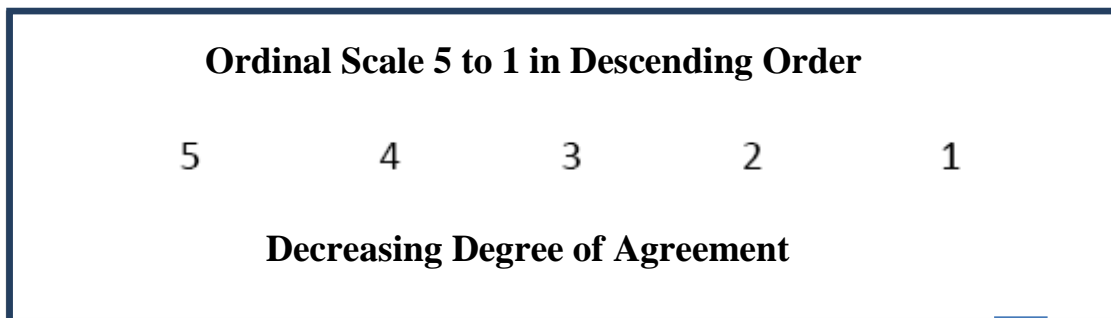 Ordinal Scale 5 to 1 in Descending Order
5 4 3 2 1
Decreasing Degree of Agreement